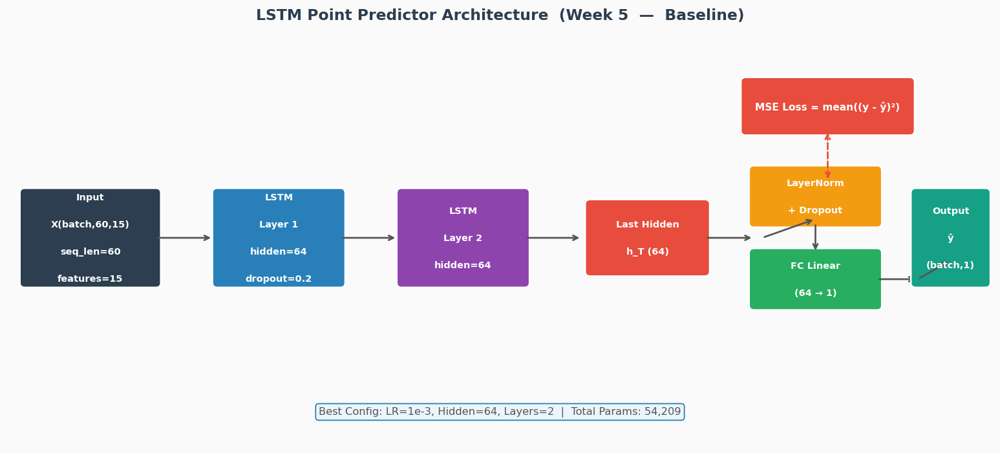 LSTM Point Predictor Architecture (Week 5 — Baseline)
MSE Loss = mean((y - ŷ)²)
Input
X(batch,60,15)
seq_len=60
features=15
LSTM
Layer 1
hidden=64
dropout=0.2
LSTM
Layer 2
hidden=64
Last Hidden
h_T (64)
LayerNorm
+ Dropout
FC Linear
(64 → 1)
Output
ŷ
(batch,1)
Best Config: LR=1e-3, Hidden=64, Layers=2 | Total Params: 54,209